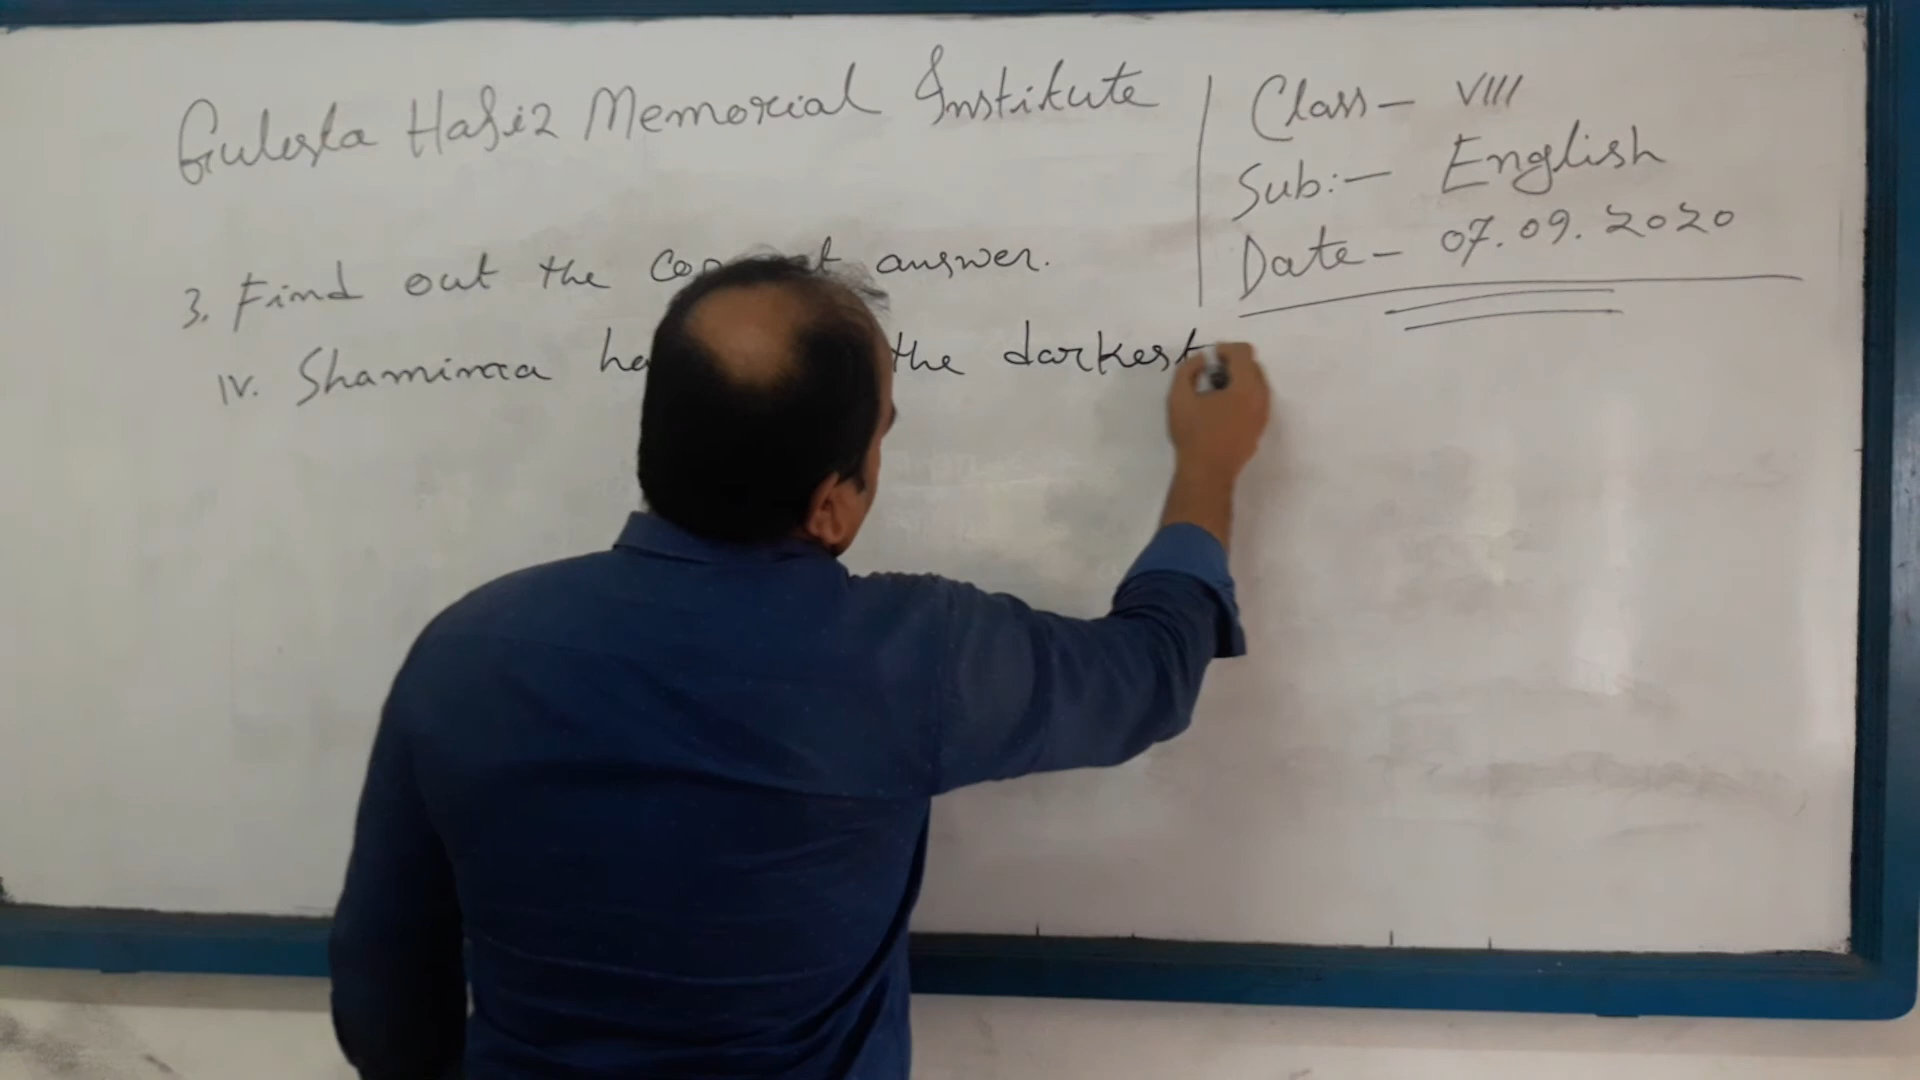 Gulesta Hafiz Memorial Institute
Class - VIII
Sub:- English
Date - 07.09.2020
3. Find out the answer.
IV. Shamima the darkest